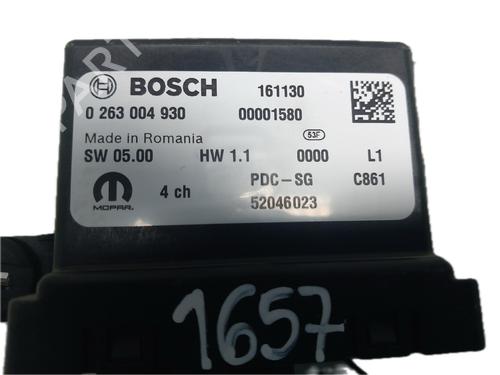 BOSCH 161130
0 263 004 930 00001580
Made in Romania 53F
SW 05.00 HW 1.1 0000 L1
PDC-SG C861
MOPAR. 4 ch 52046023
1657